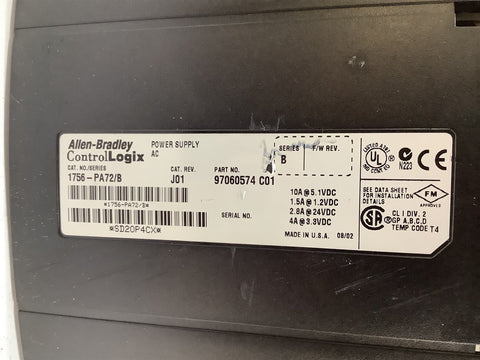 Allen-Bradley POWER SUPPLY
ControlLogix AC
CAT. NO./SERIES CAT. REV. PART NO. SERIES F/W REV.
1756-PA72/B J01 97060574 C01 B
*1756-PA72/B*
*SD20P4CX*
SERIAL NO.
10A@5.1VDC
1.5A@1.2VDC
2.8A@24VDC
4A@3.3VDC
MADE IN U.S.A. 08/02
UL
N223
SEE DATA SHEET
FOR INSTALLATION
DETAILS
FM
APPROVED
SA
CL I DIV. 2
GP A,B,C,D
TEMP CODE T4